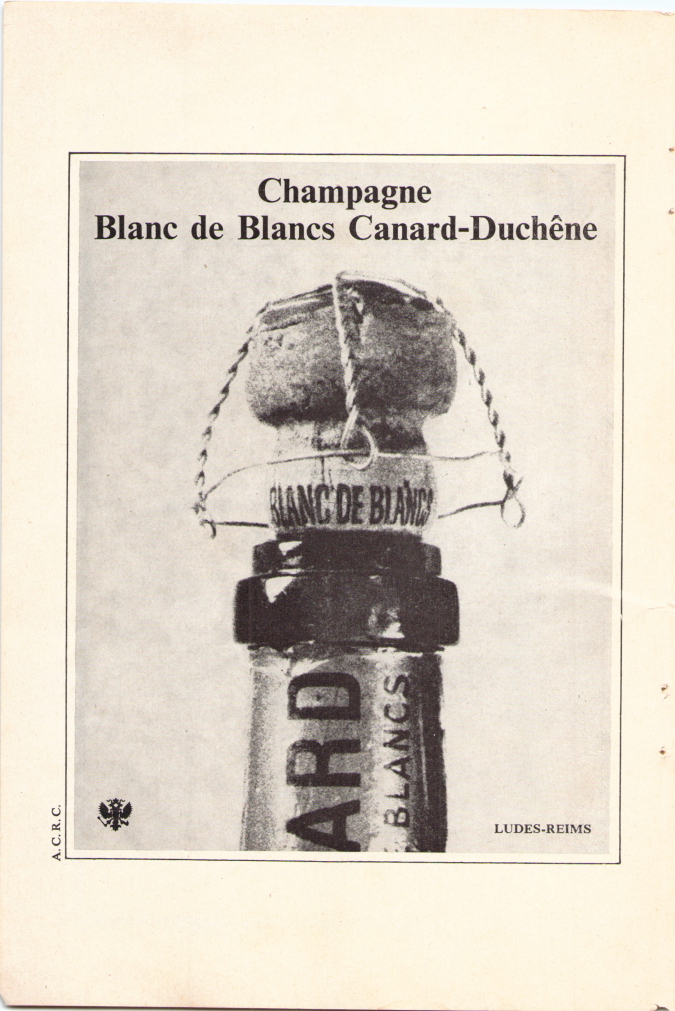 Champagne
Blanc de Blancs Canard-Duchêne
BLANC DE BLANCS
ARD
BLANCS
LUDES-REIMS
A.C.R.C.